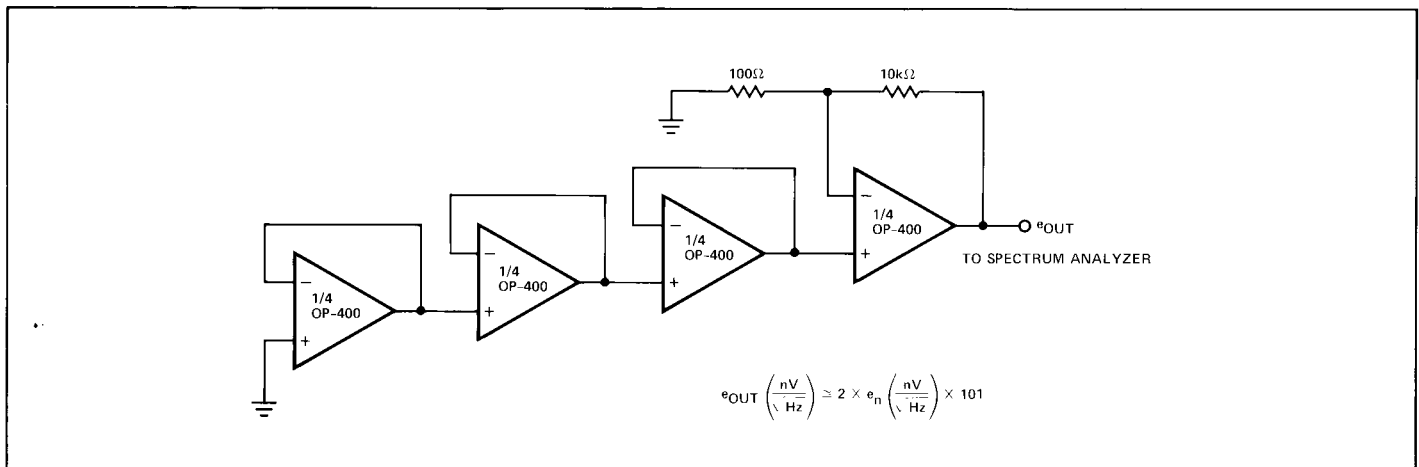 100Ω
10kΩ
−
1/4
OP-400
+
−
1/4
OP-400
+
−
1/4
OP-400
+
−
1/4
OP-400
+
eOUT
TO SPECTRUM ANALYZER
eOUT (nV/√Hz) ≃ 2 × en (nV/√Hz) × 101